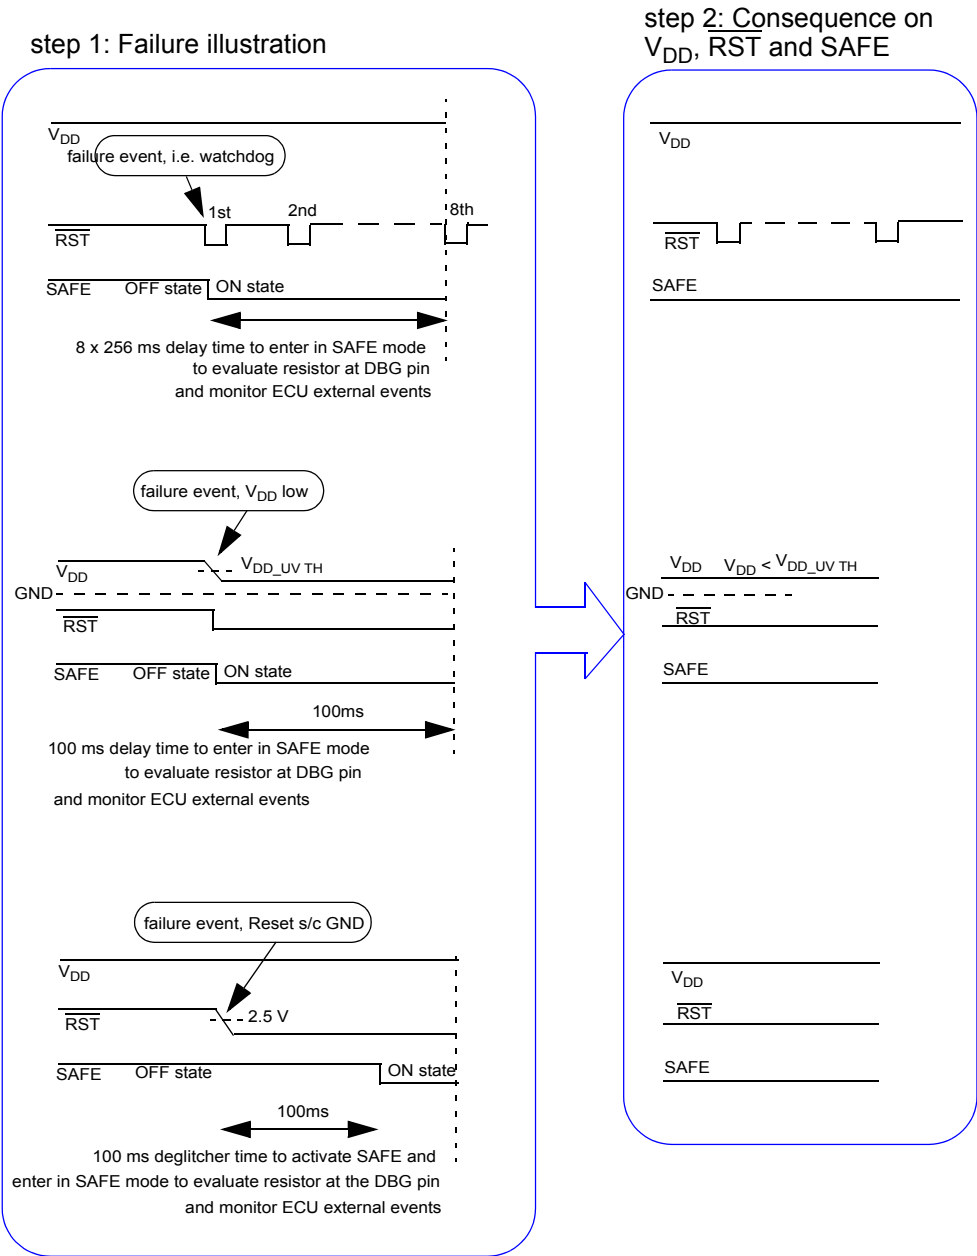 step 1: Failure illustration
step 2: Consequence on
VDD, RST and SAFE
VDD
failure event, i.e. watchdog
1st 2nd 8th
RST
SAFE OFF state ON state
8 x 256 ms delay time to enter in SAFE mode
to evaluate resistor at DBG pin
and monitor ECU external events
failure event, VDD low
VDD VDD_UV TH
GND
RST
SAFE OFF state ON state
100ms
100 ms delay time to enter in SAFE mode
to evaluate resistor at DBG pin
and monitor ECU external events
failure event, Reset s/c GND
VDD
RST 2.5 V
SAFE OFF state ON state
100ms
100 ms deglitcher time to activate SAFE and
enter in SAFE mode to evaluate resistor at the DBG pin
and monitor ECU external events
VDD
RST
SAFE
VDD VDD < VDD_UV TH
GND
RST
SAFE
VDD
RST
SAFE